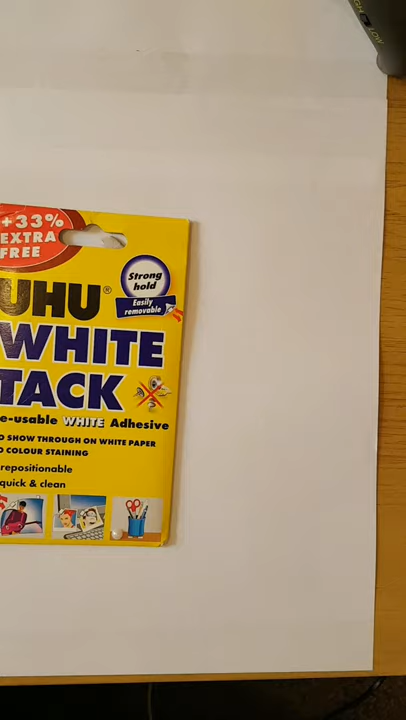 +33%
EXTRA
FREE
Strong
hold
Easily
removable
UHU®
WHITE
TACK
e-usable WHITE Adhesive
O SHOW THROUGH ON WHITE PAPER
O COLOUR STAINING
repositionable
quick & clean
LOW